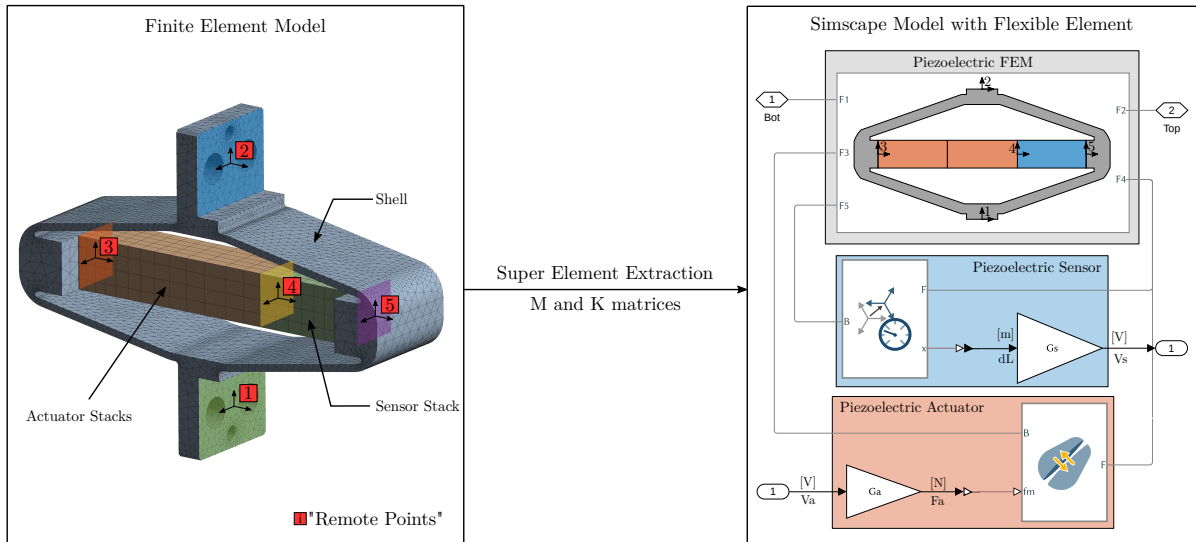 Finite Element Model
2
Shell
3
4
5
1
Actuator Stacks
Sensor Stack
i "Remote Points"
Super Element Extraction
M and K matrices
Simscape Model with Flexible Element
Piezoelectric FEM
1
Bot
F1
F3
F5
2
3
4
5
1
F2
F4
2
Top
Piezoelectric Sensor
B
F
x
[m]
dL
Gs
[V]
Vs
1
Piezoelectric Actuator
1
[V]
Va
Ga
[N]
Fa
B
fm
F